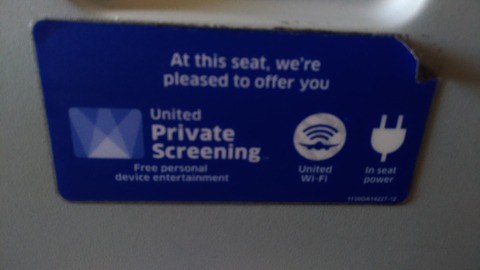 At this seat, we're
pleased to offer you
United
Private
Screening
Free personal
device entertainment
United
Wi-Fi
In seat
power